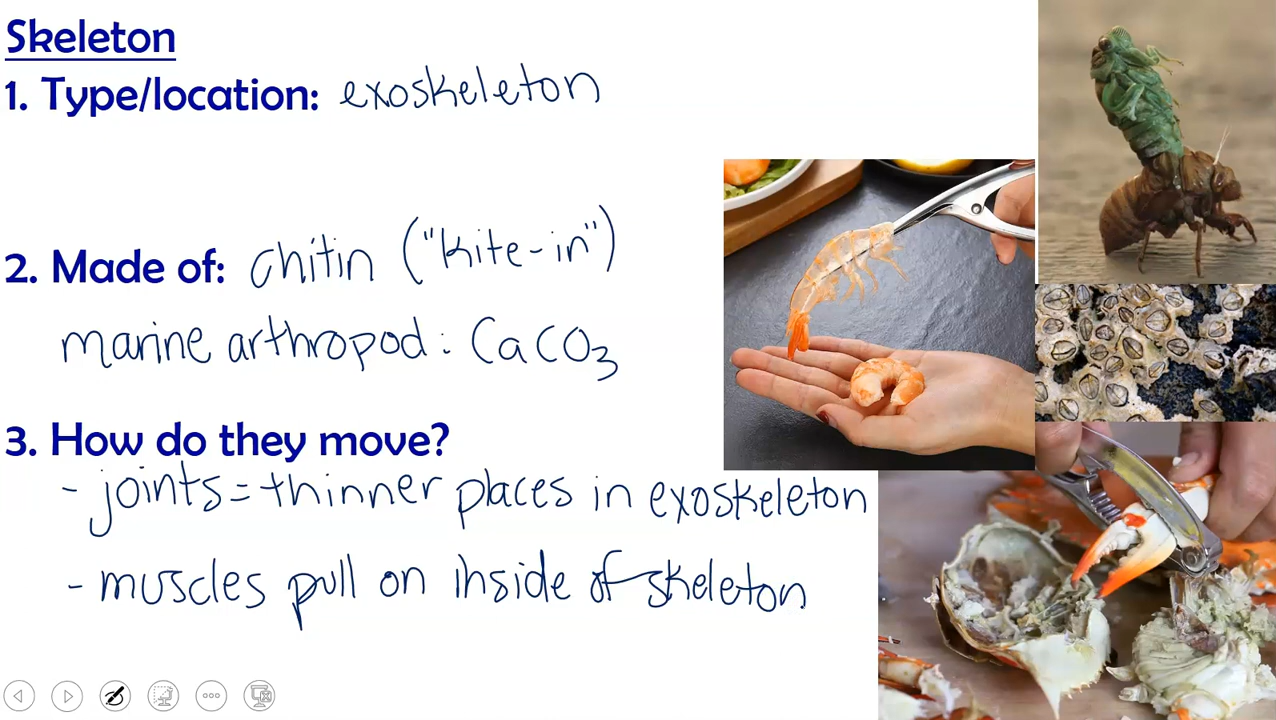 Skeleton
1. Type/location: exoskeleton
2. Made of: chitin ("kite-in")
marine arthropod: CaCO3
3. How do they move?
- joints=thinner places in exoskeleton
- muscles pull on inside of skeleton